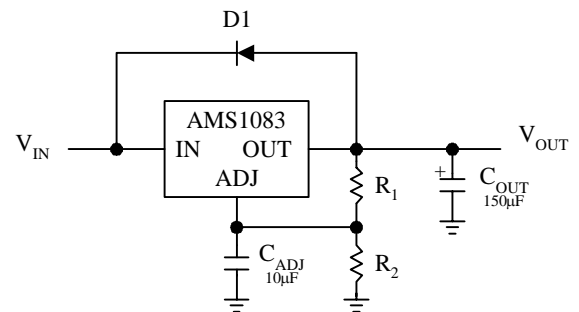 D1
AMS1083
V_IN
IN OUT
V_OUT
ADJ
+
R_1
C_OUT
150µF
C_ADJ
10µF
R_2